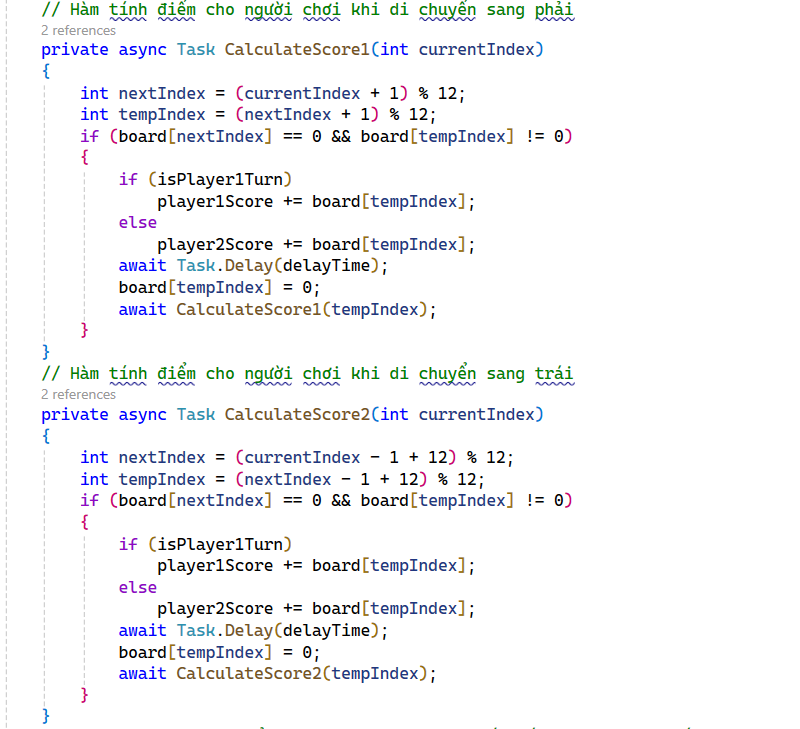 // Hàm tính điểm cho người chơi khi di chuyển sang phải
2 references
private async Task CalculateScore1(int currentIndex)
{
int nextIndex = (currentIndex + 1) % 12;
int tempIndex = (nextIndex + 1) % 12;
if (board[nextIndex] == 0 && board[tempIndex] != 0)
{
if (isPlayer1Turn)
player1Score += board[tempIndex];
else
player2Score += board[tempIndex];
await Task.Delay(delayTime);
board[tempIndex] = 0;
await CalculateScore1(tempIndex);
}
}
// Hàm tính điểm cho người chơi khi di chuyển sang trái
2 references
private async Task CalculateScore2(int currentIndex)
{
int nextIndex = (currentIndex - 1 + 12) % 12;
int tempIndex = (nextIndex - 1 + 12) % 12;
if (board[nextIndex] == 0 && board[tempIndex] != 0)
{
if (isPlayer1Turn)
player1Score += board[tempIndex];
else
player2Score += board[tempIndex];
await Task.Delay(delayTime);
board[tempIndex] = 0;
await CalculateScore2(tempIndex);
}
}